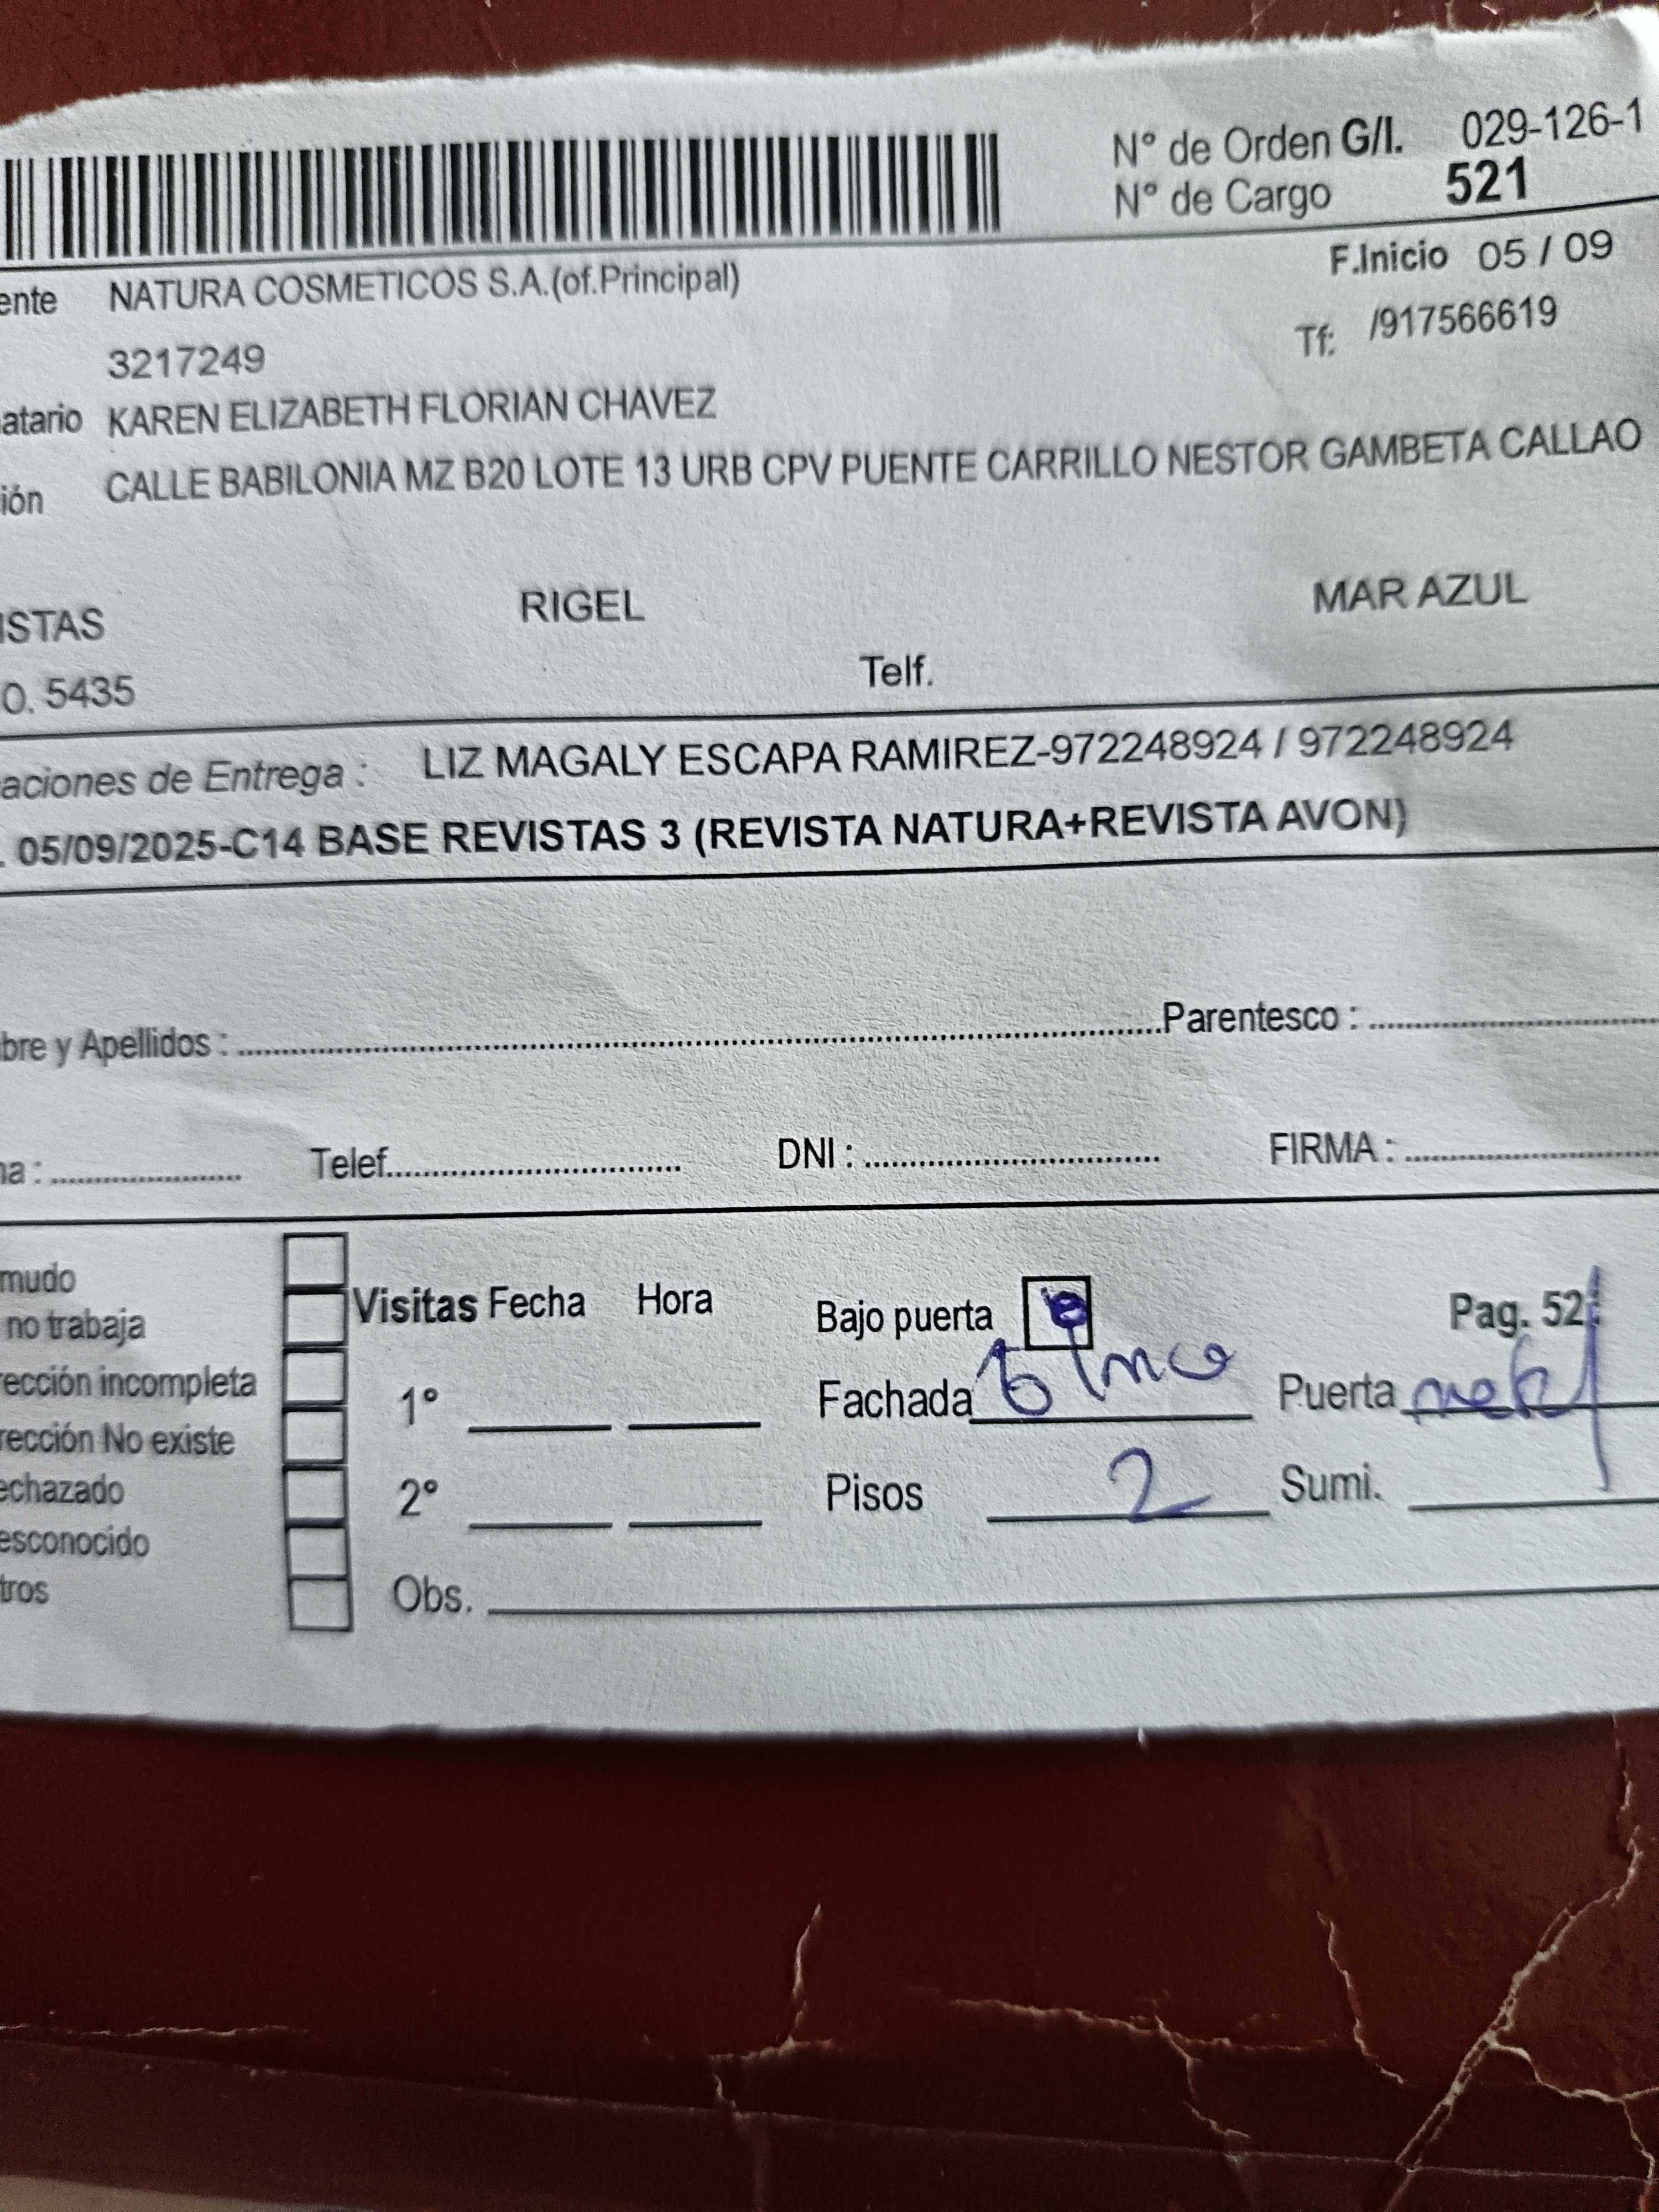 N° de Orden G/I. 029-126-1
N° de Cargo 521
F.Inicio 05 / 09
ente NATURA COSMETICOS S.A.(of.Principal)
Tf: /917566619
3217249
atario KAREN ELIZABETH FLORIAN CHAVEZ
ión CALLE BABILONIA MZ B20 LOTE 13 URB CPV PUENTE CARRILLO NESTOR GAMBETA CALLAO
ISTAS RIGEL MAR AZUL
O. 5435 Telf.
aciones de Entrega : LIZ MAGALY ESCAPA RAMIREZ-972248924 / 972248924
. 05/09/2025-C14 BASE REVISTAS 3 (REVISTA NATURA+REVISTA AVON)
bre y Apellidos : Parentesco :
na : Telef. DNI : FIRMA :
mudo
no trabaja Visitas Fecha Hora Bajo puerta Pag. 521
rección incompleta 1° Fachada Puerta
rección No existe
echazado 2° Pisos 2 Sumi.
esconocido
tros Obs.